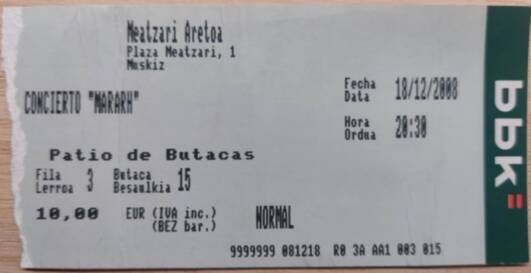 Meatzari Aretoa
Plaza Meatzari, 1
Muskiz
CONCIERTO "MARARH"
Fecha
Data 18/12/2008
Hora
Ordua 20:30
Patio de Butacas
Fila
Lerroa 3
Butaca
Besaulkia 15
10,00 EUR (IVA inc.)
(BEZ bar.)
NORMAL
9999999 081218 R0 3A AA1 003 015
bbk